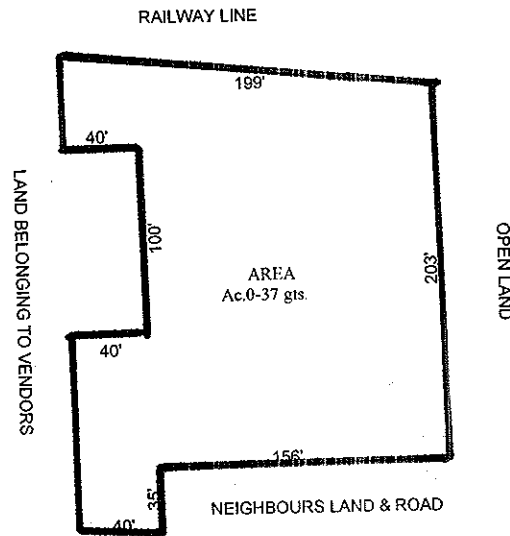 RAILWAY LINE
199'
40'
LAND BELONGING TO VENDORS
100'
AREA
Ac.0-37 gts.
203'
OPEN LAND
40'
156'
35'
NEIGHBOURS LAND & ROAD
40'